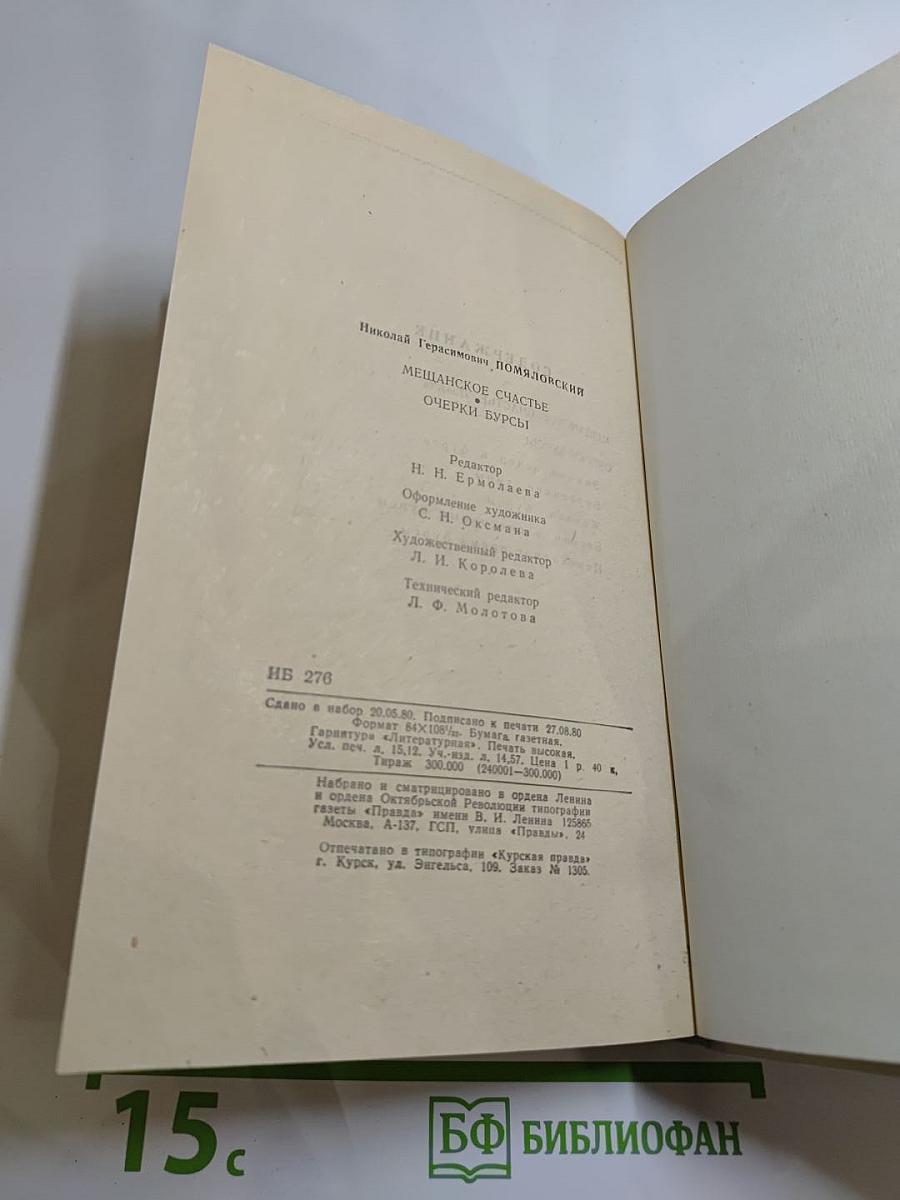 Николай Герасимович ПОМЯЛОВСКИЙ
МЕЩАНСКОЕ СЧАСТЬЕ
•
ОЧЕРКИ БУРСЫ
Редактор
Н. Н. Ермолаева
Оформление художника
С. Н. Оксмана
Художественный редактор
Л. И. Королева
Технический редактор
Л. Ф. Молотова
ИБ 276
Сдано в набор 20.05.80. Подписано к печати 27.08.80
Формат 84×108¹/₃₂. Бумага газетная.
Гарнитура «Литературная». Печать высокая.
Усл. печ. л. 15,12. Уч.-изд. л. 14,57. Цена 1 р. 40 к.
Тираж 300.000 (240001—300.000)
Набрано и сматрицировано в ордена Ленина
и ордена Октябрьской Революции типографии
газеты «Правда» имени В. И. Ленина 125865
Москва, А-137, ГСП, улица «Правды», 24
Отпечатано в типографии «Курская правда»
г. Курск, ул. Энгельса, 109. Заказ № 1305.
15 с
БФ БИБЛИОФАН